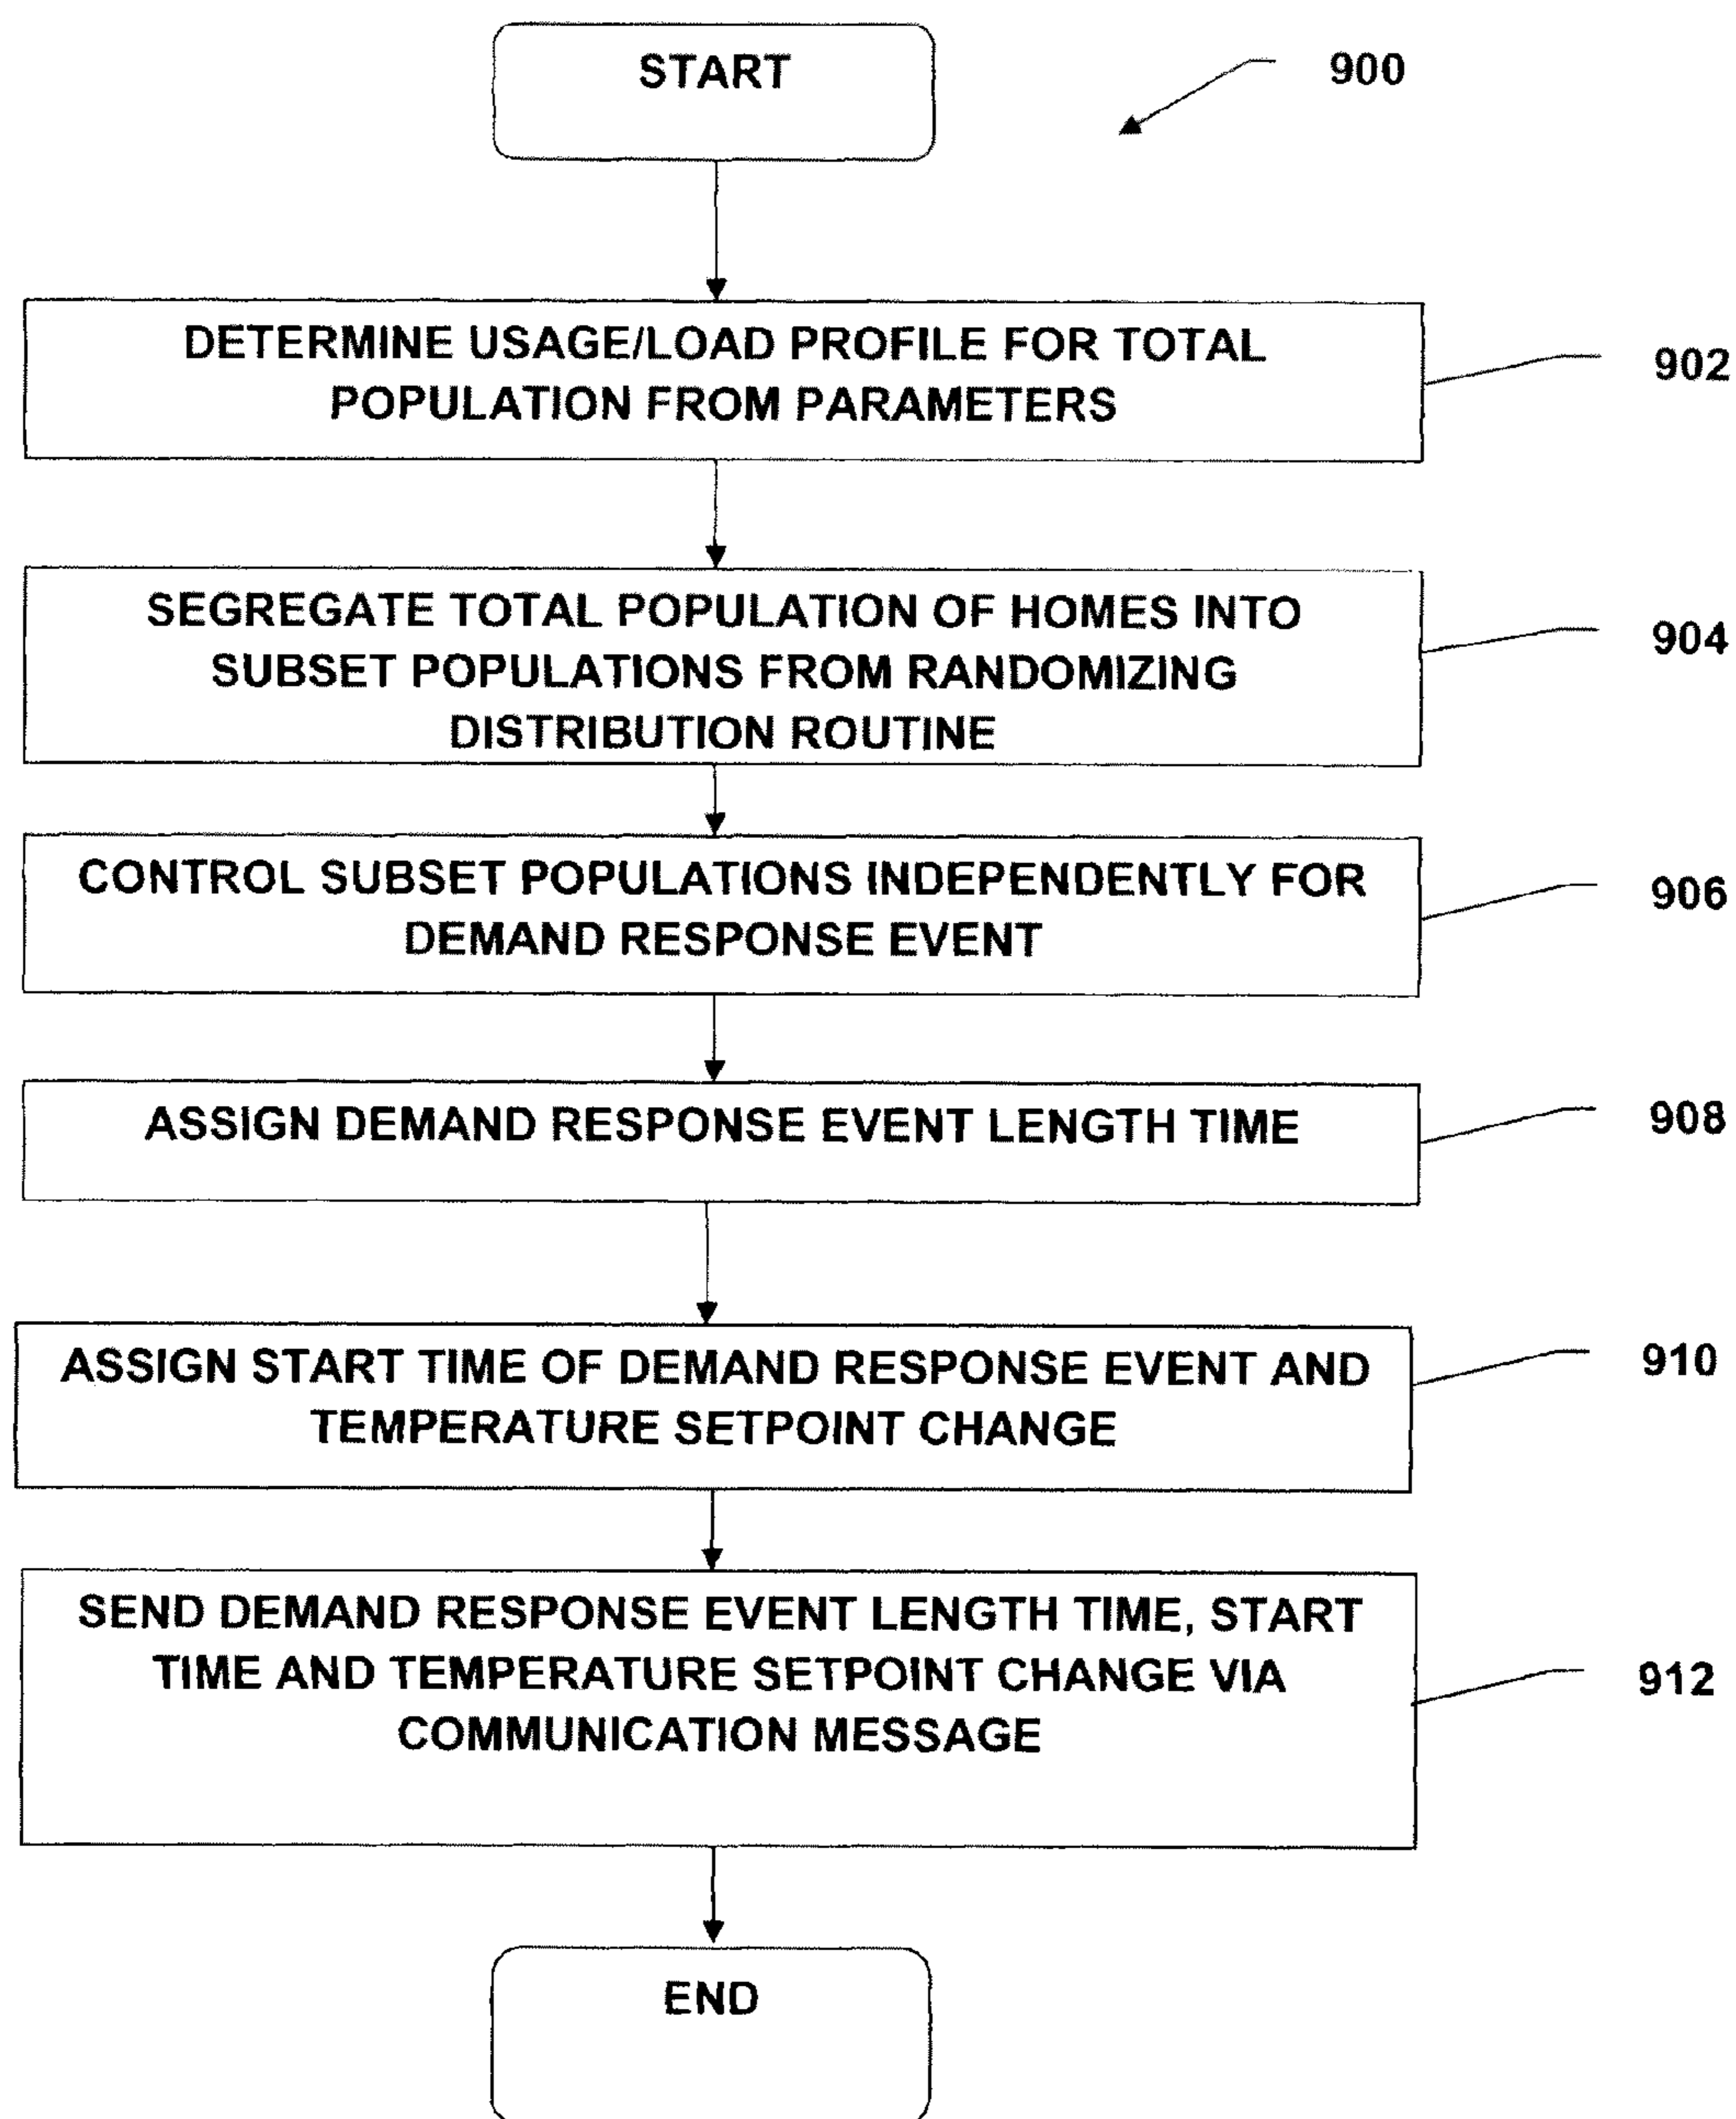 START
900
DETERMINE USAGE/LOAD PROFILE FOR TOTAL
POPULATION FROM PARAMETERS
902
SEGREGATE TOTAL POPULATION OF HOMES INTO
SUBSET POPULATIONS FROM RANDOMIZING
DISTRIBUTION ROUTINE
904
CONTROL SUBSET POPULATIONS INDEPENDENTLY FOR
DEMAND RESPONSE EVENT
906
ASSIGN DEMAND RESPONSE EVENT LENGTH TIME
908
ASSIGN START TIME OF DEMAND RESPONSE EVENT AND
TEMPERATURE SETPOINT CHANGE
910
SEND DEMAND RESPONSE EVENT LENGTH TIME, START
TIME AND TEMPERATURE SETPOINT CHANGE VIA
COMMUNICATION MESSAGE
912
END